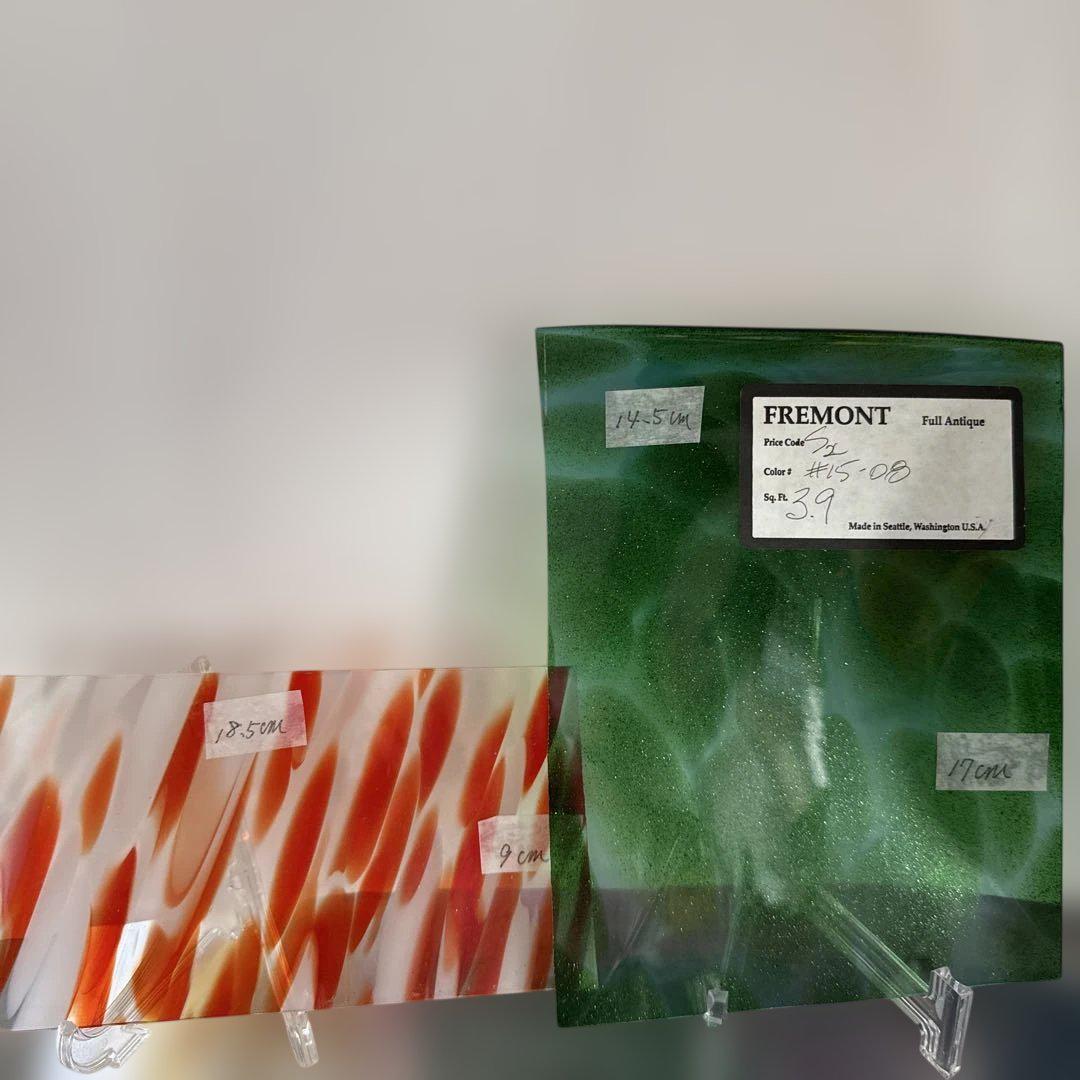 14.5cm
FREMONT Full Antique
Price Code
Color # #15-08
Sq. Ft. 3.9
Made in Seattle, Washington U.S.A.
18.5cm
17cm
9cm